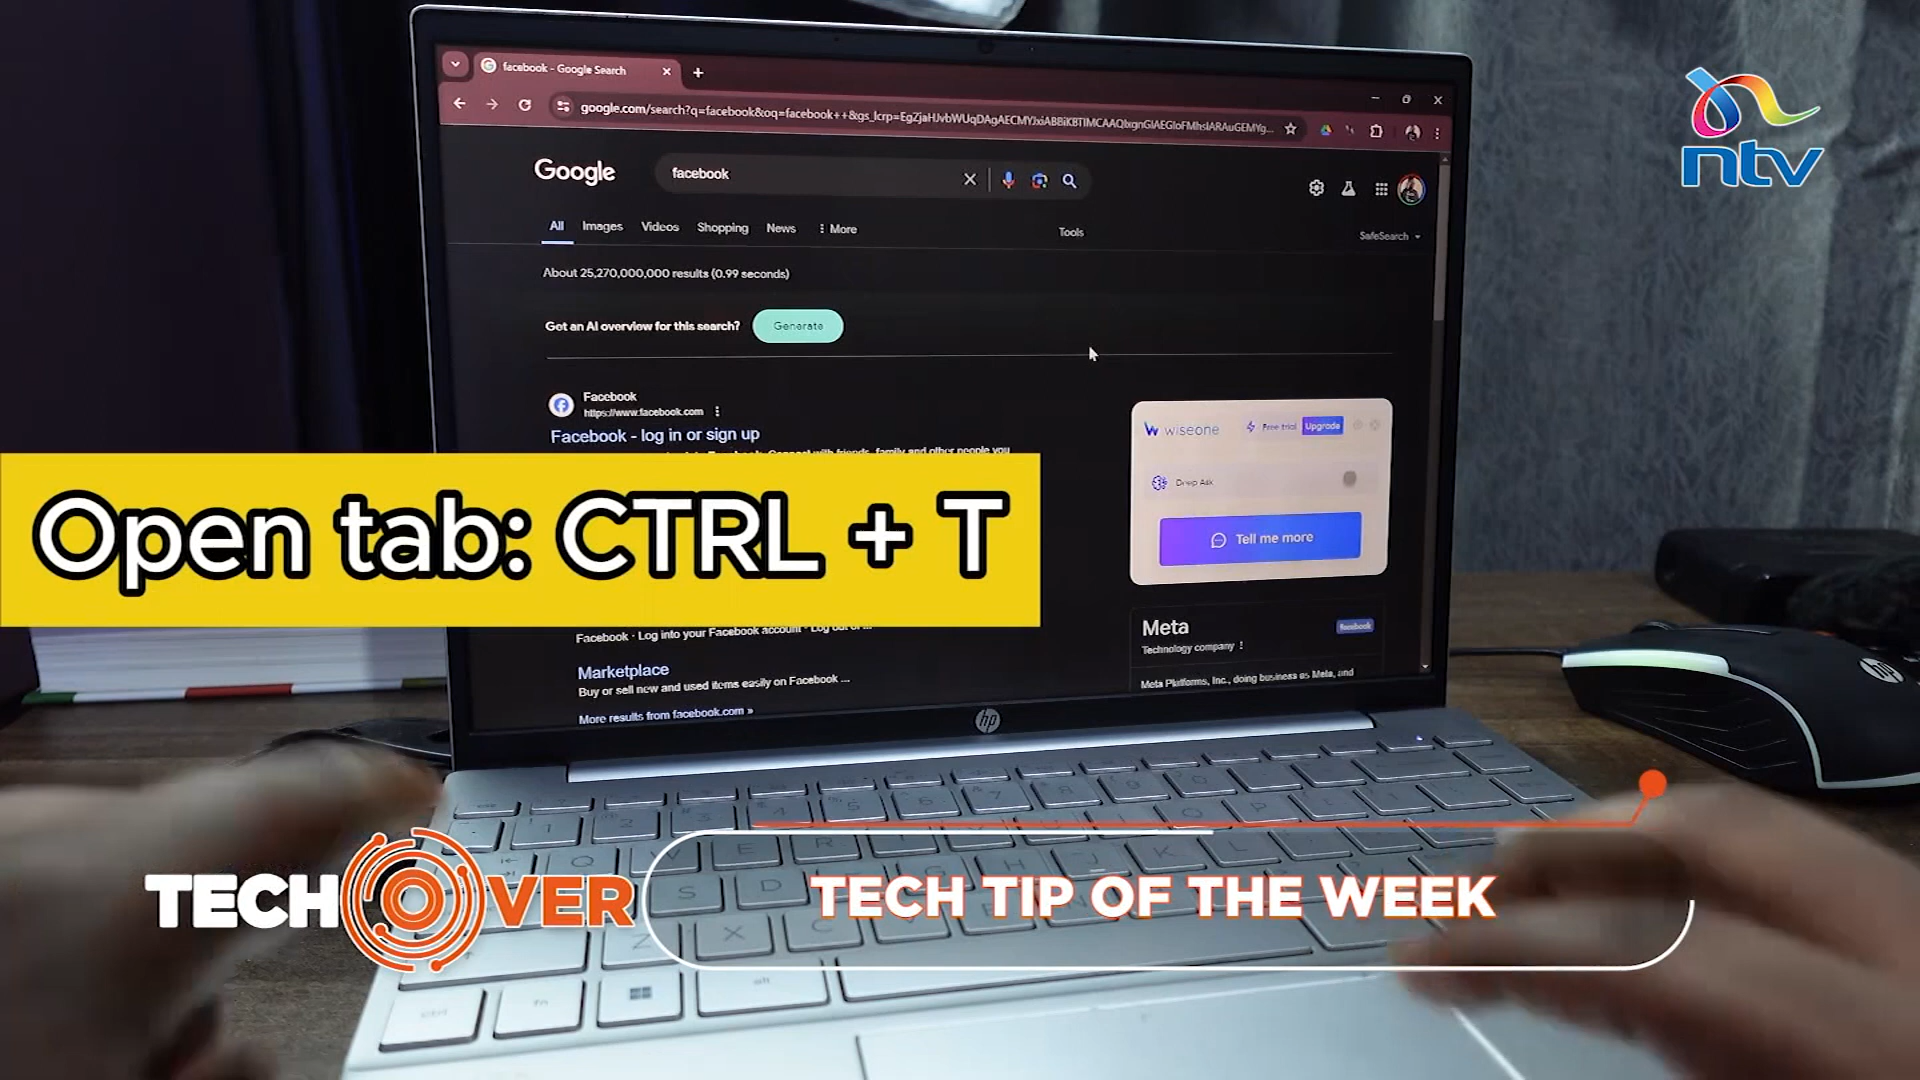 facebook - Google Search
google.com/search?q=facebook&oq=facebook++&gs_lcrp=
ntv
Google
facebook
All Images Videos Shopping News More
Tools
SafeSearch
About 25,270,000,000 results (0.99 seconds)
Get an AI overview for this search? Generate
Facebook
https://www.facebook.com
Facebook - log in or sign up
wiseone
Free trial Upgrade
Deep Ask
Tell me more
Open tab: CTRL + T
Facebook · Log into your Facebook account
Marketplace
Buy or sell new and used items easily on Facebook ...
More results from facebook.com »
Meta
Facebook
Technology company
Meta Platforms, Inc., doing business as Meta, and
hp
hp
TECHOVER
TECH TIP OF THE WEEK